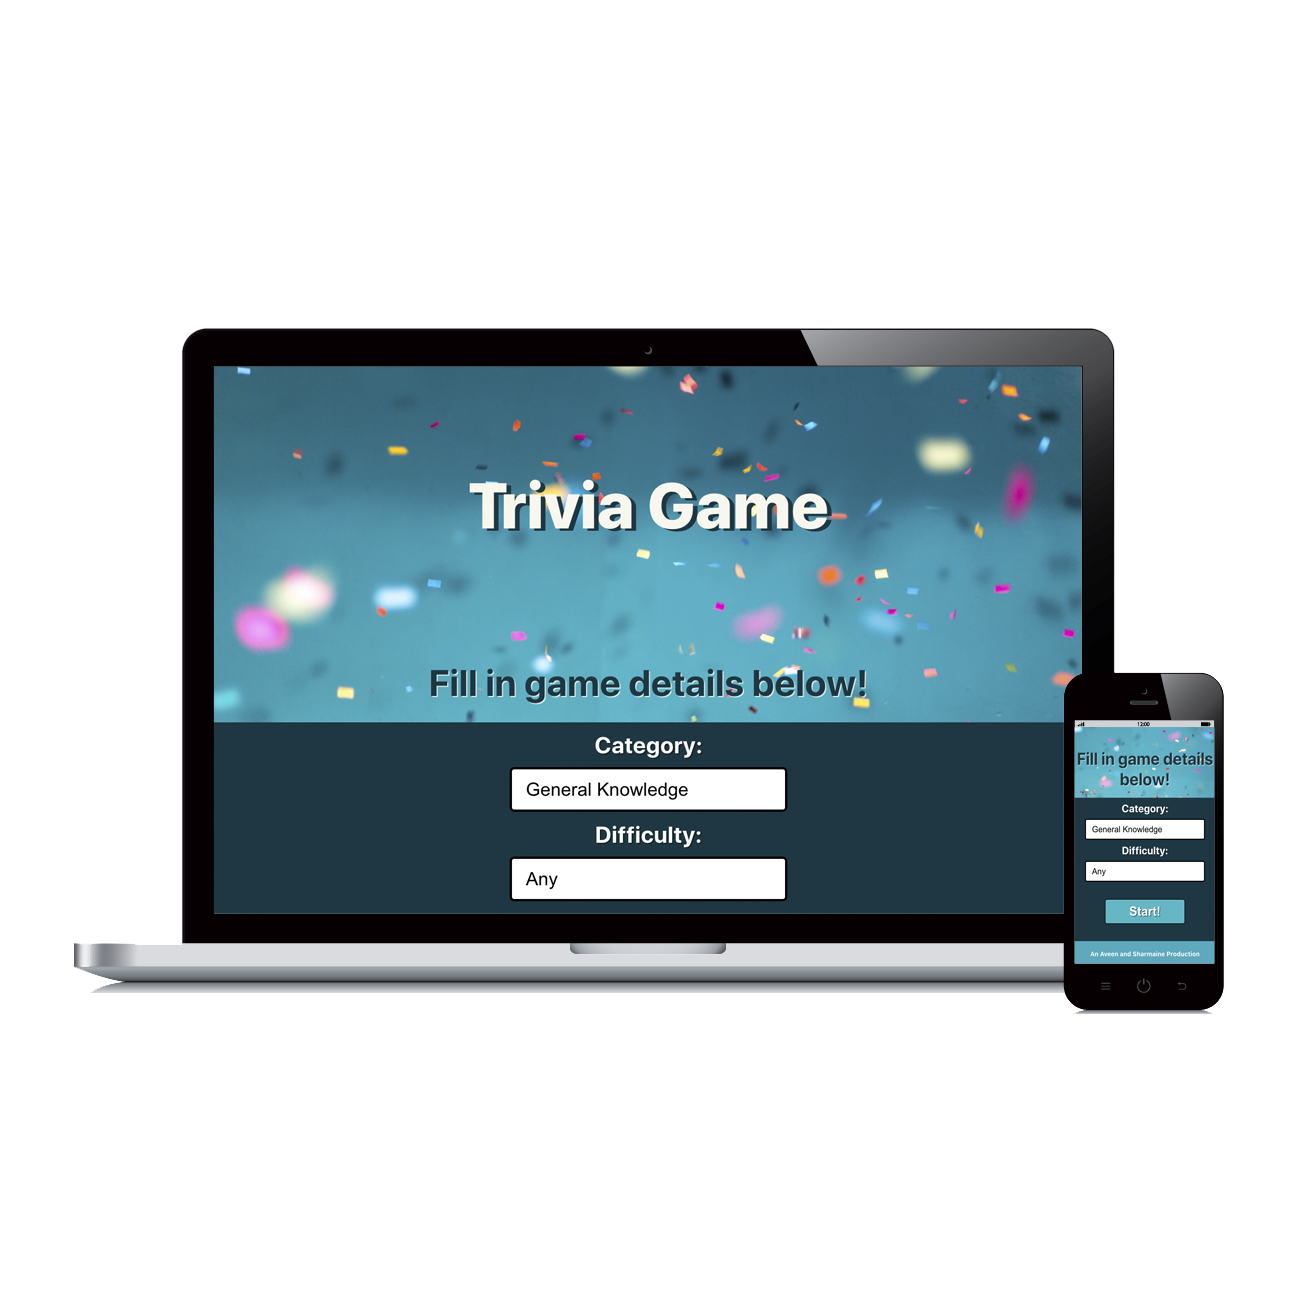 Trivia Game
Fill in game details below!
Category:
General Knowledge
Difficulty:
Any
12:00
Fill in game details
below!
Category:
General Knowledge
Difficulty:
Any
Start!
An Aveen and Sharmaine Production